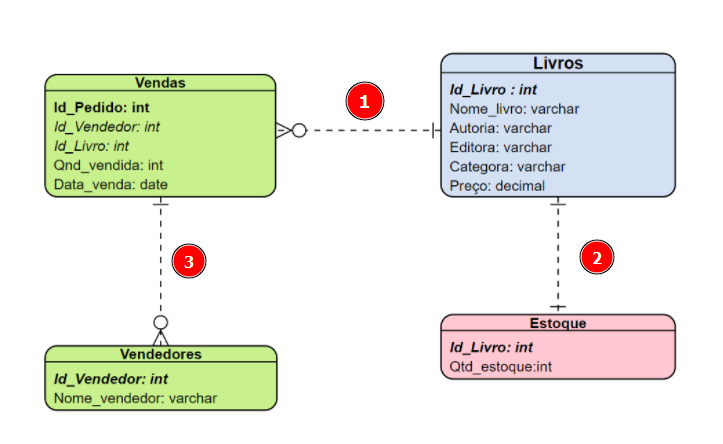 Vendas
Id_Pedido: int
Id_Vendedor: int
Id_Livro: int
Qnd_vendida: int
Data_venda: date
1
Livros
Id_Livro : int
Nome_livro: varchar
Autoria: varchar
Editora: varchar
Categora: varchar
Preço: decimal
3
2
Vendedores
Id_Vendedor: int
Nome_vendedor: varchar
Estoque
Id_Livro: int
Qtd_estoque:int